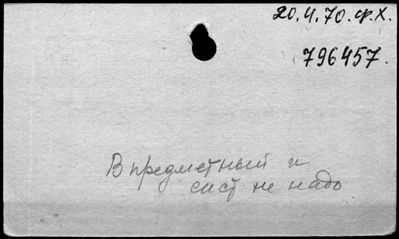 20.4.70.ф.Х.
796457.
В предметный и
сист не надо